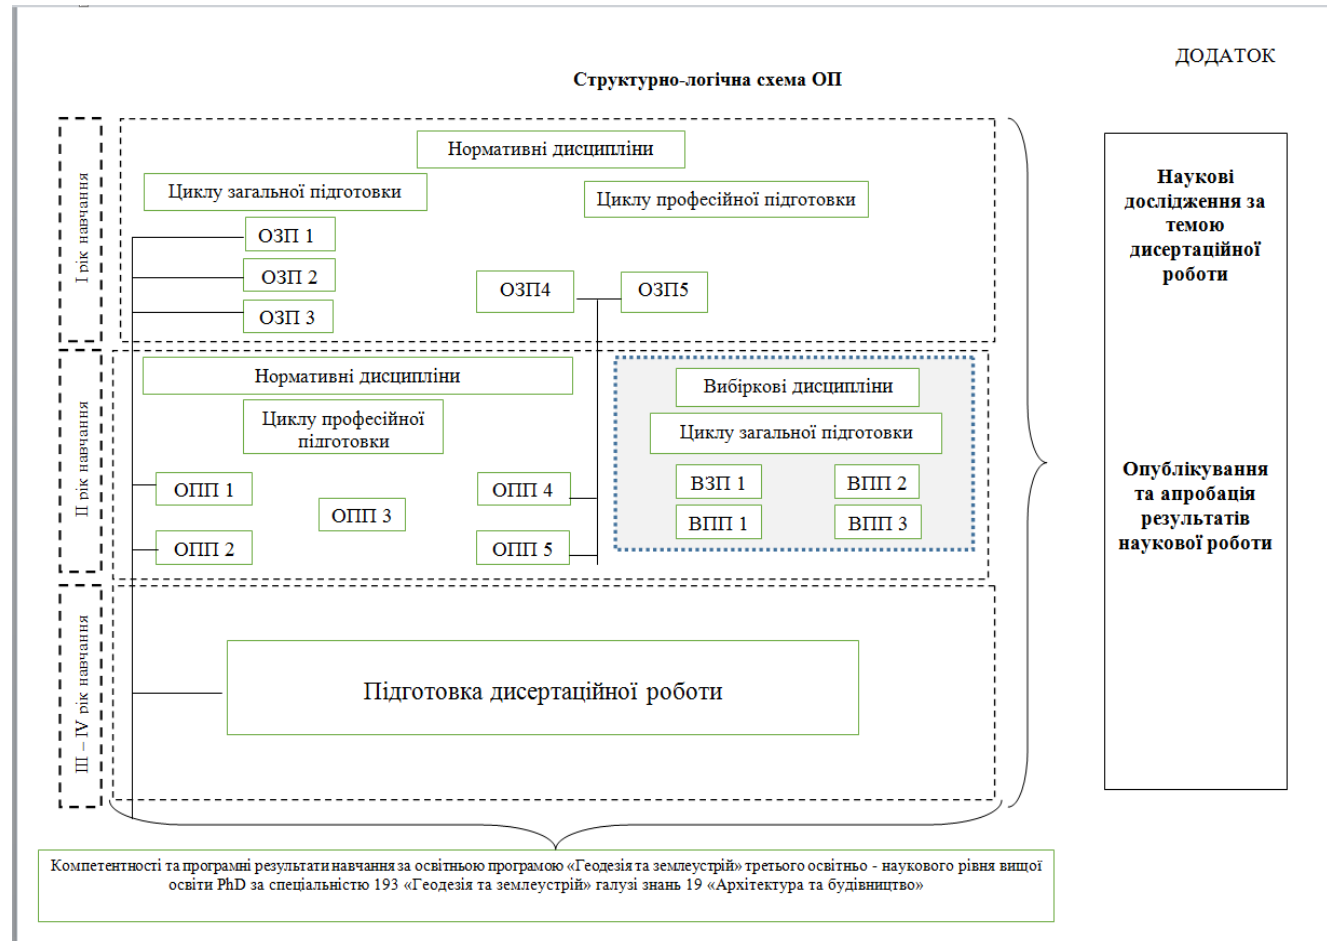 ДОДАТОК
Структурно-логічна схема ОП
І рік навчання
Нормативні дисципліни
Циклу загальної підготовки
Циклу професійної підготовки
ОЗП 1
ОЗП 2
ОЗП 3
ОЗП4
ОЗП5
ІІ рік навчання
Нормативні дисципліни
Циклу професійної
підготовки
ОПП 1
ОПП 2
ОПП 3
ОПП 4
ОПП 5
Вибіркові дисципліни
Циклу загальної підготовки
ВЗП 1
ВПП 2
ВПП 1
ВПП 3
ІІІ – IV рік навчання
Підготовка дисертаційної роботи
Наукові
дослідження за
темою
дисертаційної
роботи
Опублікування
та апробація
результатів
наукової роботи
Компетентності та програмні результати навчання за освітньою програмою «Геодезія та землеустрій» третього освітньо - наукового рівня вищої
освіти PhD за спеціальністю 193 «Геодезія та землеустрій» галузі знань 19 «Архітектура та будівництво»